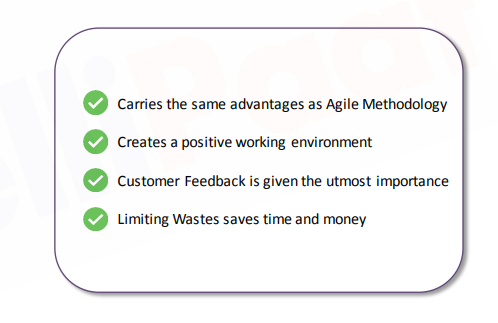 Carries the same advantages as Agile Methodology
Creates a positive working environment
Customer Feedback is given the utmost importance
Limiting Wastes saves time and money